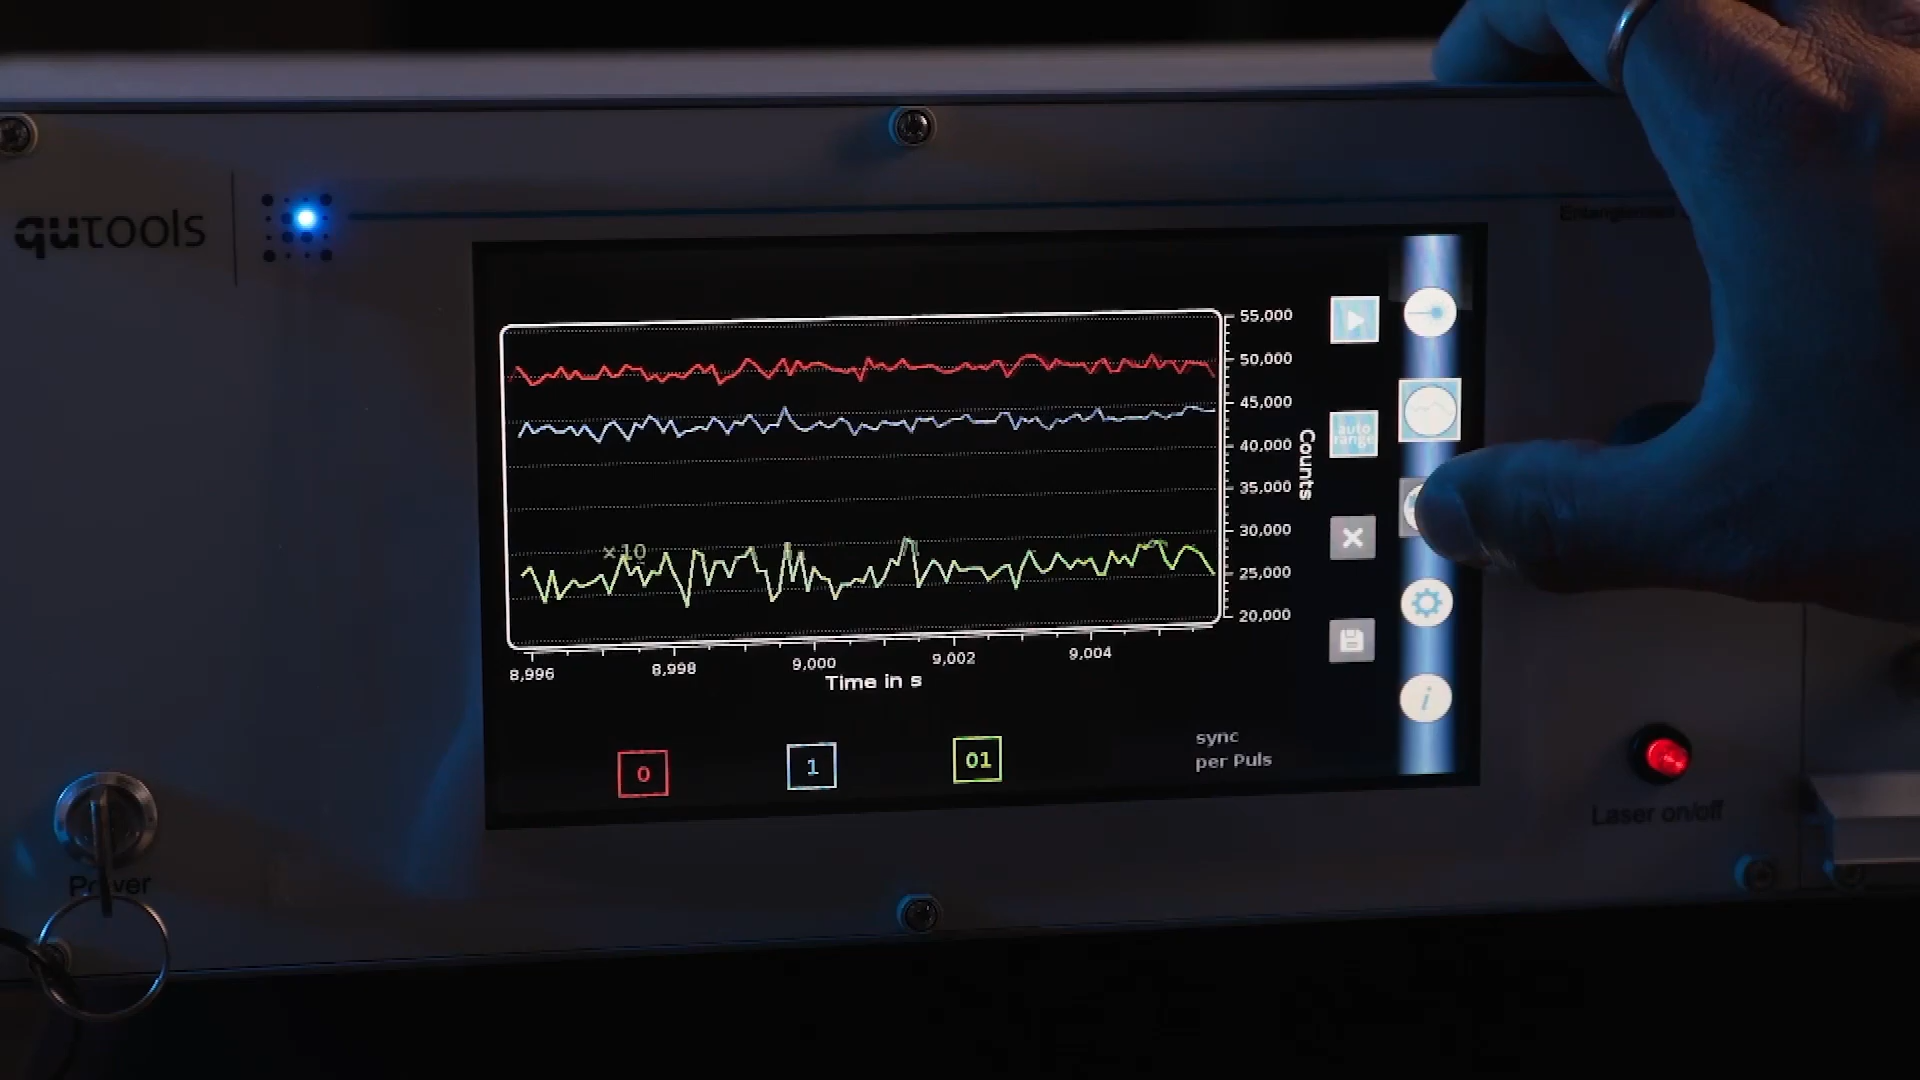 qutools
Entanglement
55,000
50,000
45,000
40,000
35,000
30,000
25,000
20,000
Counts
×10
8,996
8,998
9,000
9,002
9,004
Time in s
auto
range
0
1
01
sync
per Puls
i
Power
Laser on/off